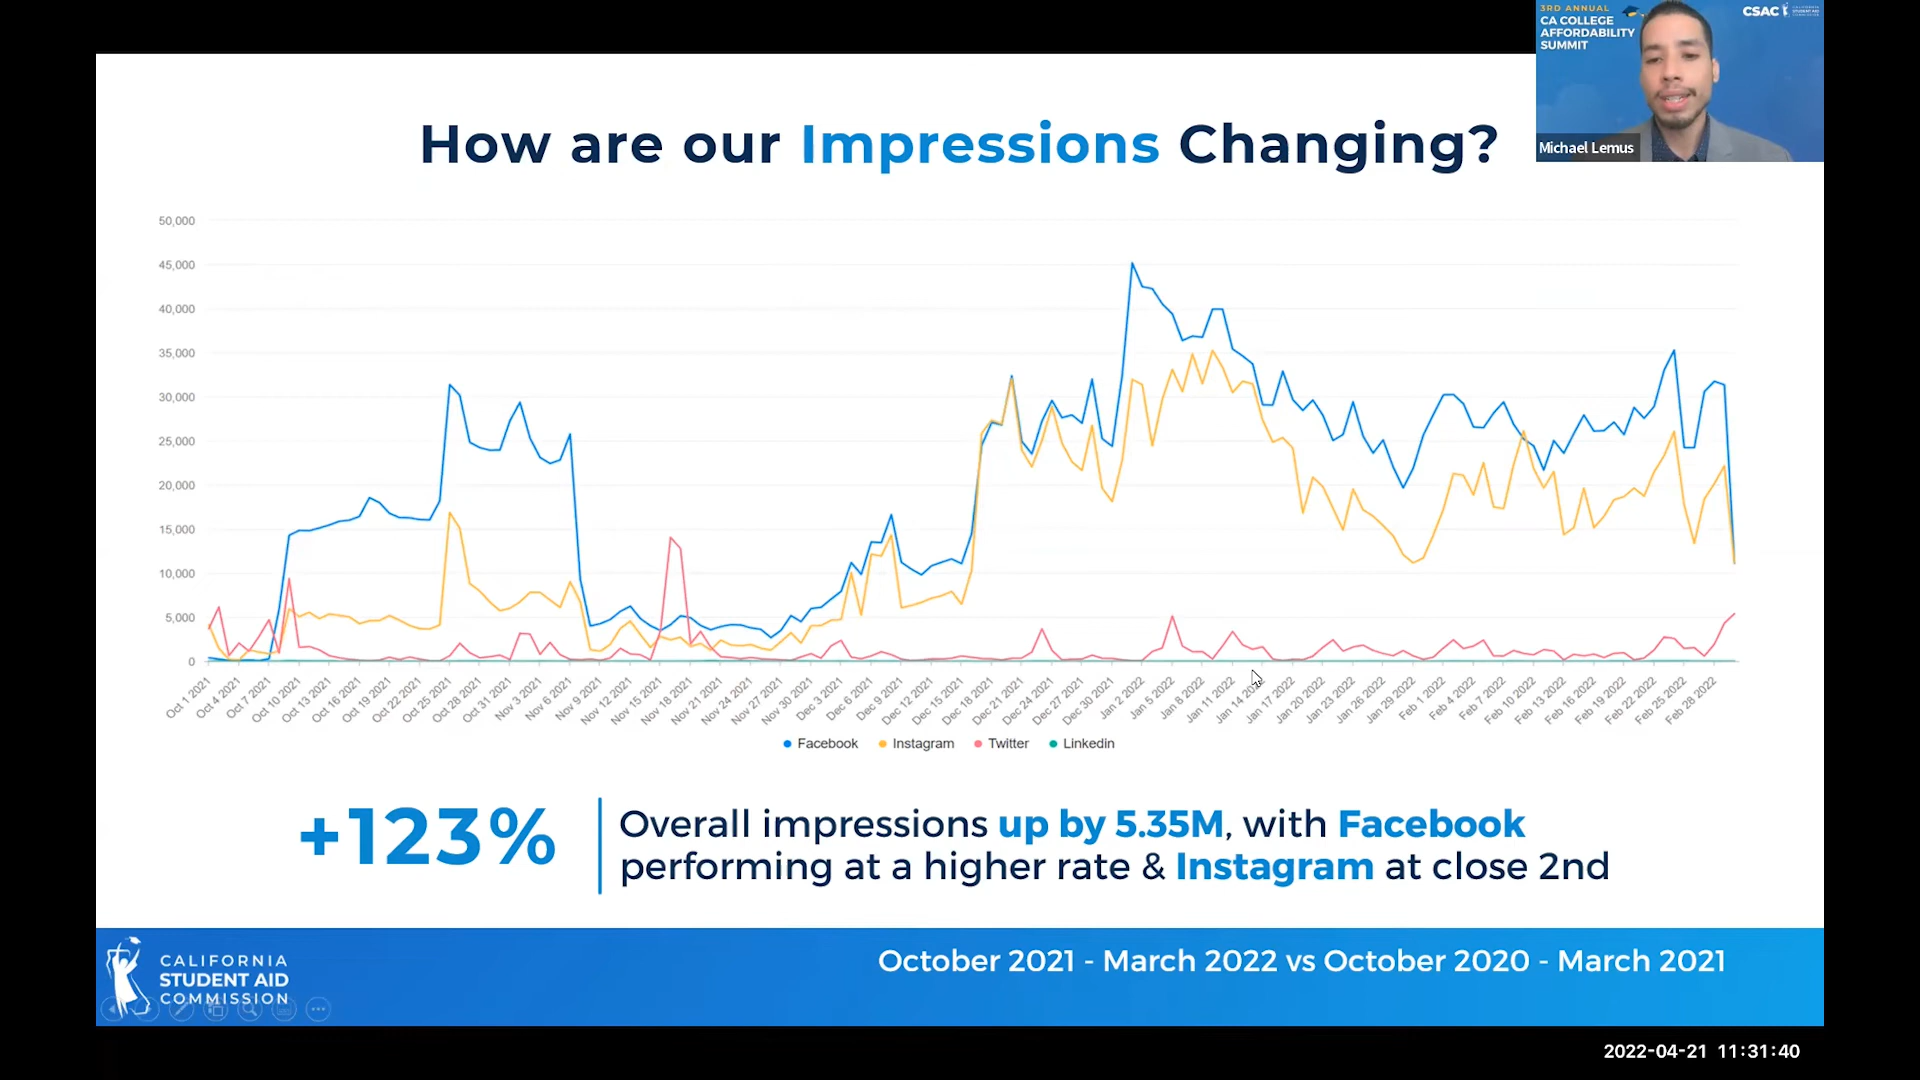 3RD ANNUAL
CA COLLEGE
AFFORDABILITY
SUMMIT
CSAC
Michael Lemus
How are our Impressions Changing?
50,000
45,000
40,000
35,000
30,000
25,000
20,000
15,000
10,000
5,000
0
Oct 1 2021
Oct 4 2021
Oct 7 2021
Oct 10 2021
Oct 13 2021
Oct 16 2021
Oct 19 2021
Oct 22 2021
Oct 25 2021
Oct 28 2021
Oct 31 2021
Nov 3 2021
Nov 6 2021
Nov 9 2021
Nov 12 2021
Nov 15 2021
Nov 18 2021
Nov 21 2021
Nov 24 2021
Nov 27 2021
Nov 30 2021
Dec 3 2021
Dec 6 2021
Dec 9 2021
Dec 12 2021
Dec 15 2021
Dec 18 2021
Dec 21 2021
Dec 24 2021
Dec 27 2021
Dec 30 2021
Jan 2 2022
Jan 5 2022
Jan 8 2022
Jan 11 2022
Jan 14 2022
Jan 17 2022
Jan 20 2022
Jan 23 2022
Jan 26 2022
Jan 29 2022
Feb 1 2022
Feb 4 2022
Feb 7 2022
Feb 10 2022
Feb 13 2022
Feb 16 2022
Feb 19 2022
Feb 22 2022
Feb 25 2022
Feb 28 2022
Facebook Instagram Twitter Linkedin
+123%
Overall impressions up by 5.35M, with Facebook
performing at a higher rate & Instagram at close 2nd
CALIFORNIA
STUDENT AID
COMMISSION
October 2021 - March 2022 vs October 2020 - March 2021
2022-04-21 11:31:40